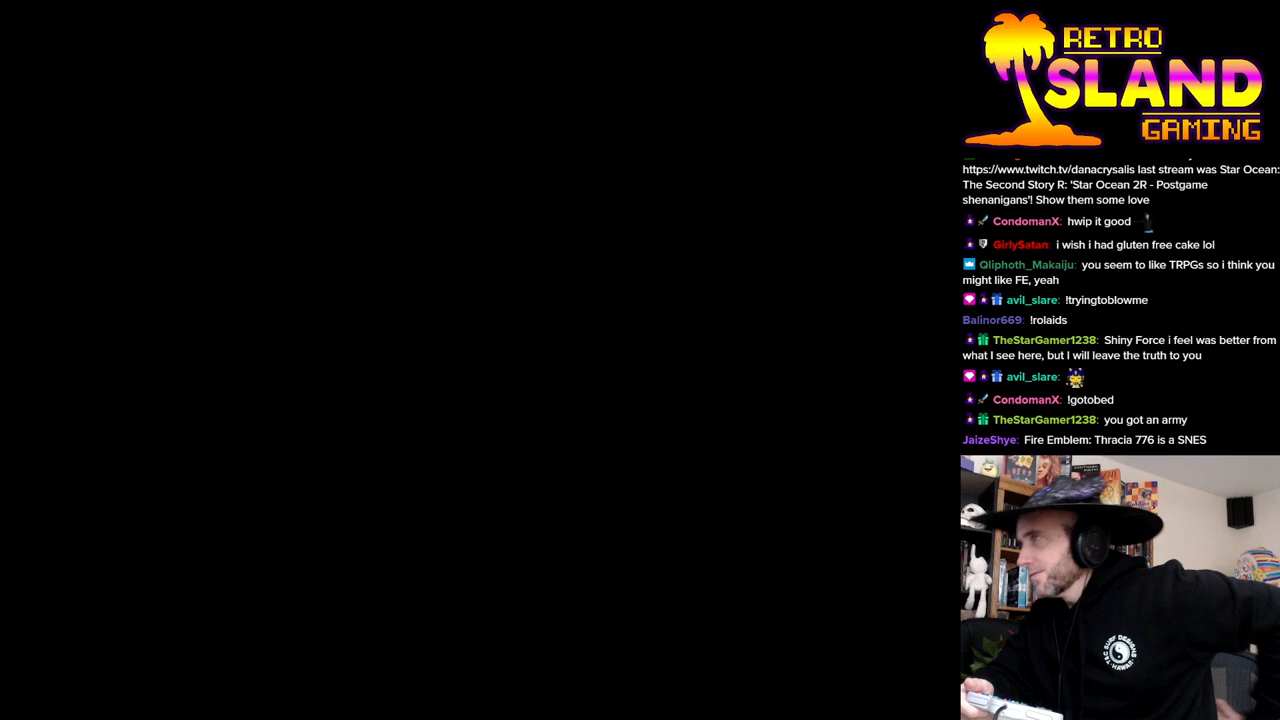 RETRO
ISLAND
GAMING
https://www.twitch.tv/danacrysalis last stream was Star Ocean:
The Second Story R: 'Star Ocean 2R - Postgame
shenanigans'! Show them some love
CondomanX: hwip it good
GirlySatan: i wish i had gluten free cake lol
Qliphoth_Makaiju: you seem to like TRPGs so i think you
might like FE, yeah
avil_slare: !tryingtoblowme
Balinor669: !rolaids
TheStarGamer1238: Shiny Force i feel was better from
what I see here, but I will leave the truth to you
avil_slare:
CondomanX: !gotobed
TheStarGamer1238: you got an army
JaizeShye: Fire Emblem: Thracia 776 is a SNES
T&C SURF DESIGNS
HAWAII